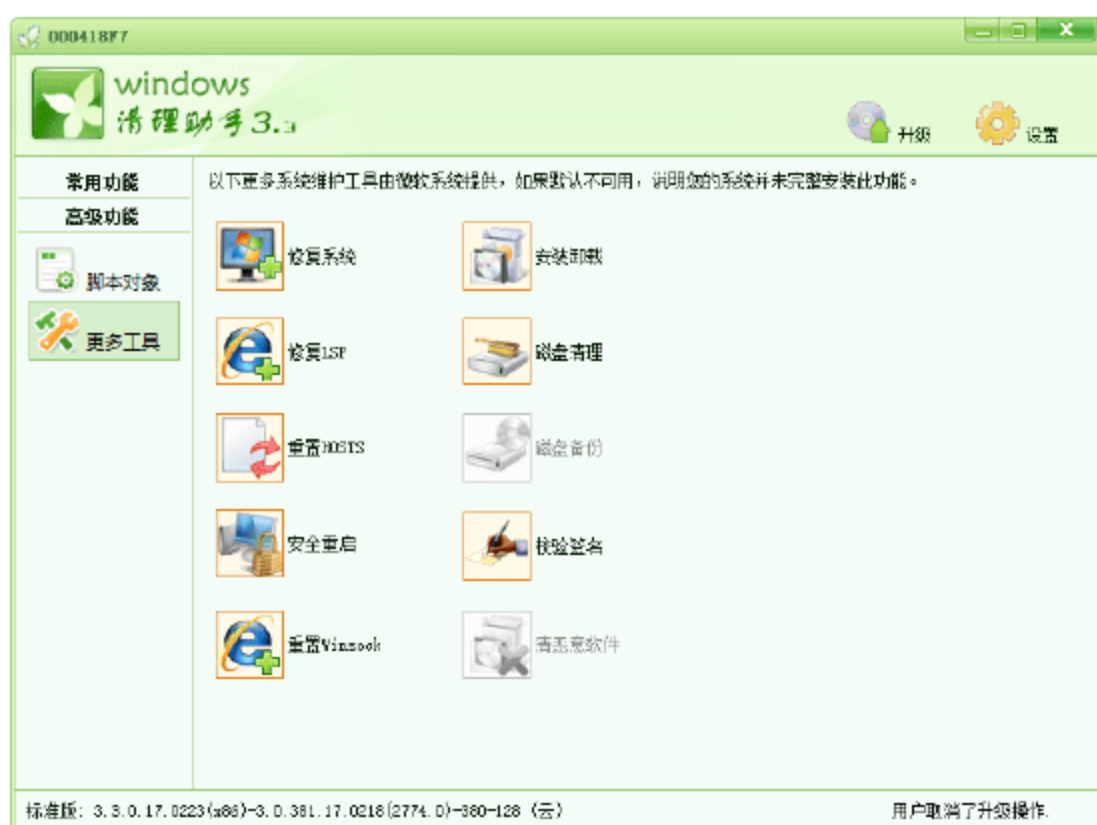 000418F7
windows
清理助手3.3
升级
设置
常用功能
高级功能
脚本对象
更多工具
以下更多系统维护工具由微软系统提供，如果默认不可用，说明您的系统并未完整安装此功能。
修复系统
安装卸载
修复LSP
磁盘清理
重置HOSTS
磁盘备份
安全重启
校验签名
重置Winsock
清恶意软件
标准版: 3.3.0.17.0223(x86)-3.0.381.17.0218(2774.0)-380-128 (云)
用户取消了升级操作.